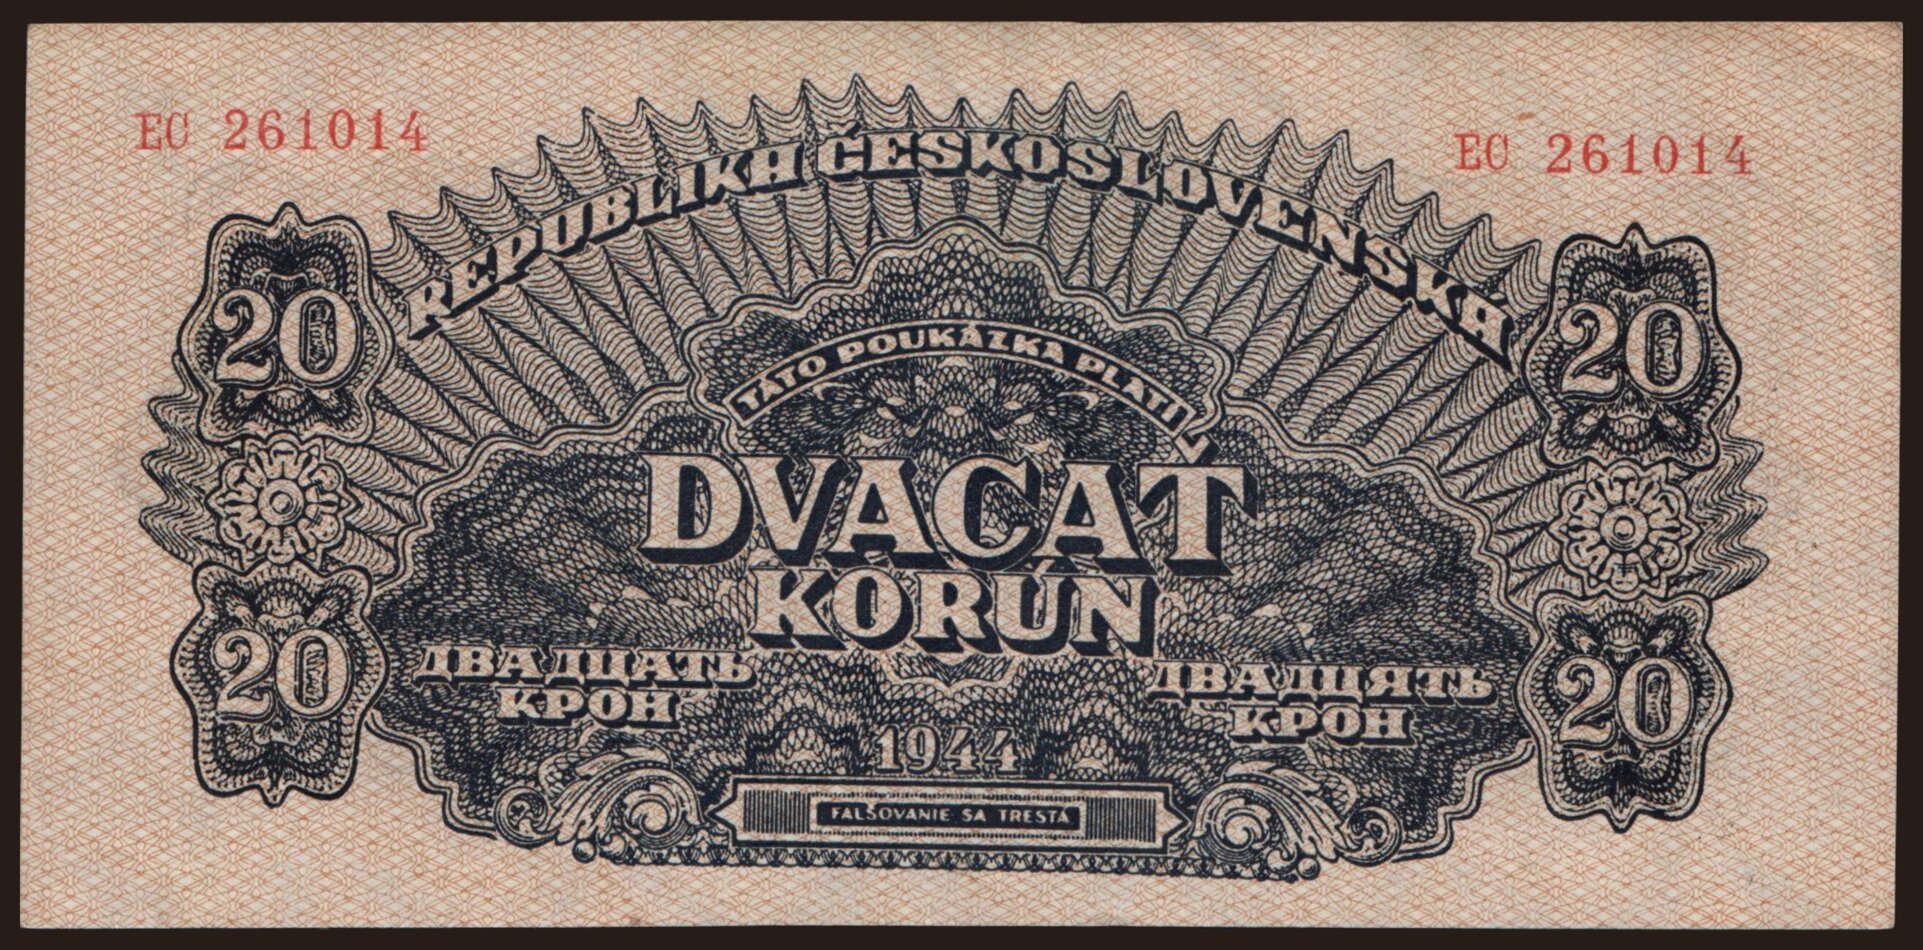 EC 261014
EC 261014
REPUBLIKA ČESKOSLOVENSKÁ
20
20
TÁTO POUKÁZKA PLATÍ
DVACAŤ
KORÚN
20
20
ДВАДЦАТЬ
КРОН
ДВАДЦЯТЬ
КРОН
1944
FALŠOVANIE SA TRESTÁ